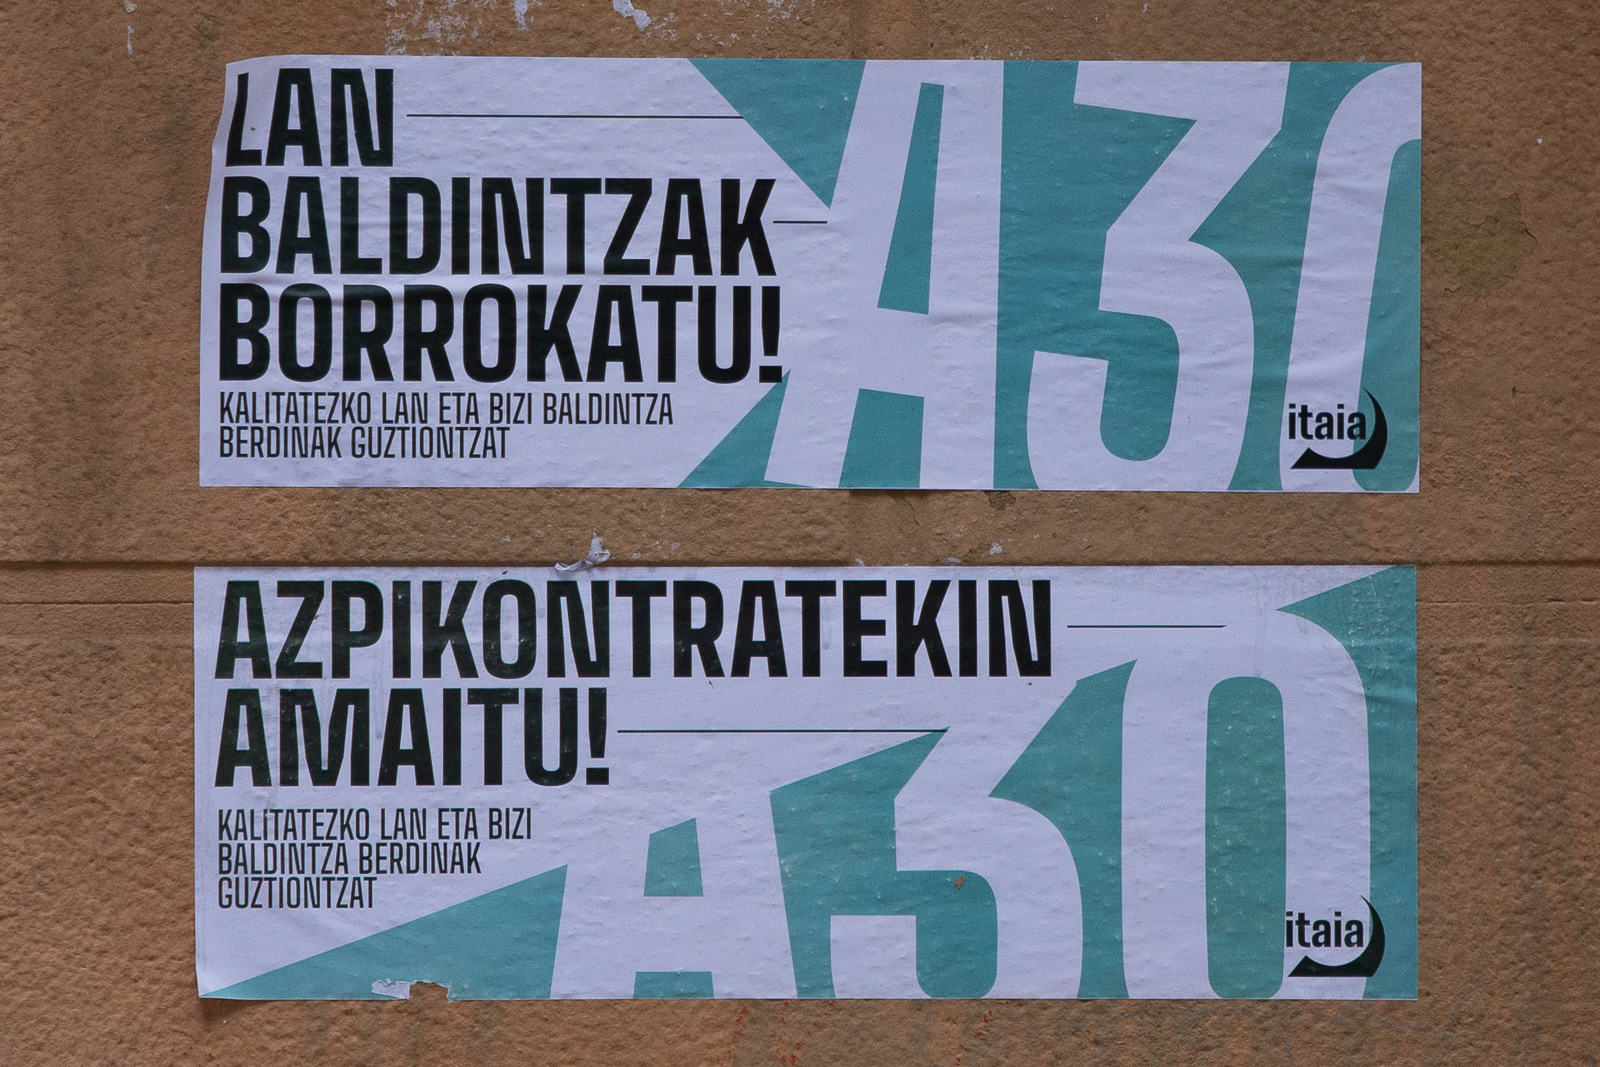 LAN
BALDINTZAK
BORROKATU!
KALITATEZKO LAN ETA BIZI BALDINTZA
BERDINAK GUZTIONTZAT
A30
itaia
AZPIKONTRATEKIN
AMAITU!
KALITATEZKO LAN ETA BIZI
BALDINTZA BERDINAK
GUZTIONTZAT
A30
itaia